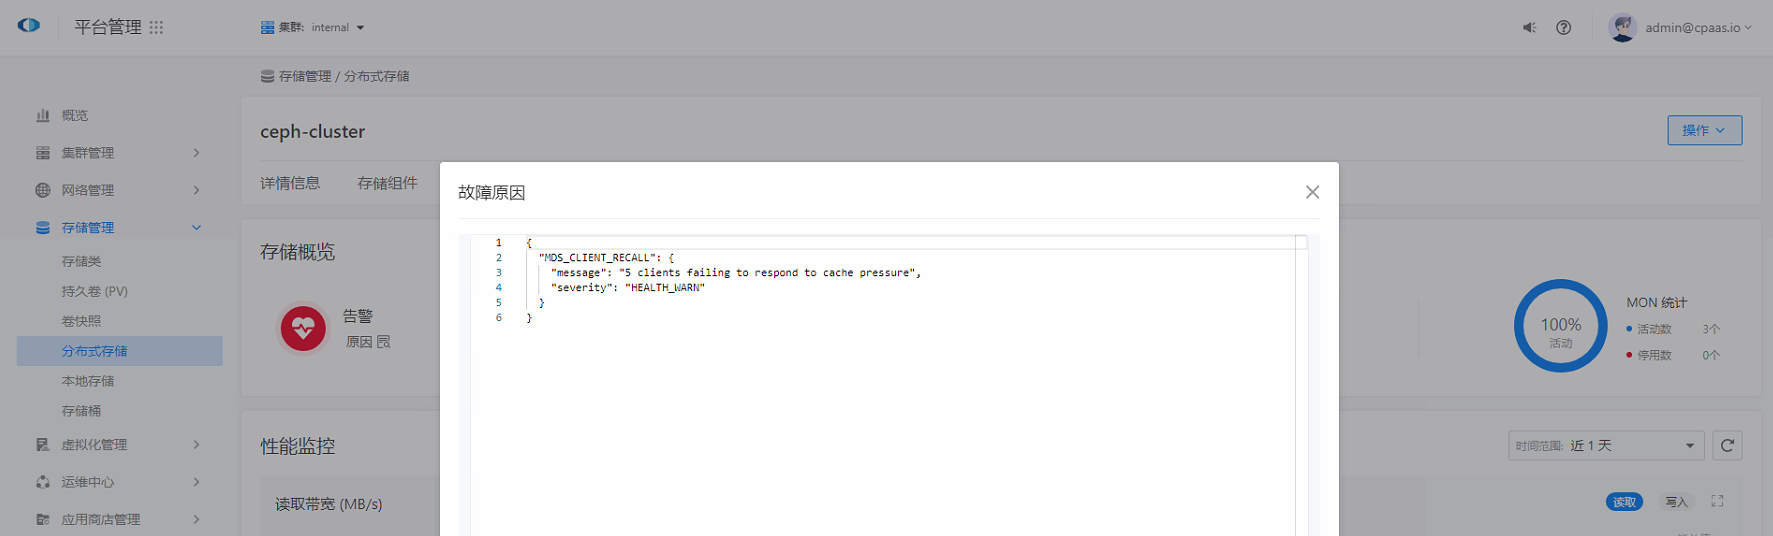 平台管理
集群: internal
admin@cpaas.io
存储管理 / 分布式存储
概览
集群管理
网络管理
存储管理
存储类
持久卷 (PV)
卷快照
分布式存储
本地存储
存储桶
虚拟化管理
运维中心
应用商店管理
ceph-cluster
操作
详情信息
存储组件
存储概览
告警
原因
故障原因
1 {
2 "MDS_CLIENT_RECALL": {
3 "message": "5 clients failing to respond to cache pressure",
4 "severity": "HEALTH_WARN"
5 }
6 }
100%
活动
MON 统计
活动数 3个
停用数 0个
性能监控
时间范围: 近 1 天
读取带宽 (MB/s)
读取
写入